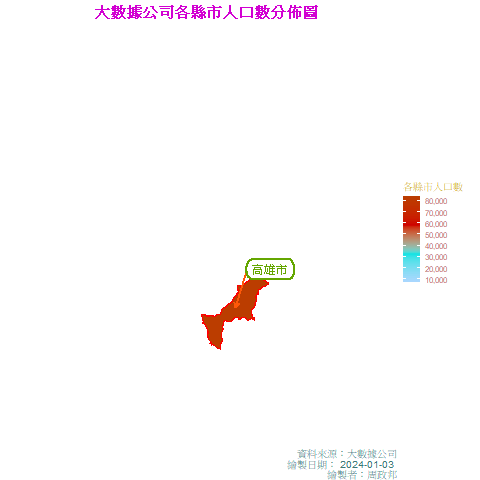 大數據公司各縣市人口數分佈圖
各縣市人口數
80,000
70,000
60,000
50,000
40,000
30,000
20,000
10,000
高雄市
資料來源：大數據公司
繪製日期： 2024-01-03
繪製者：周政邦